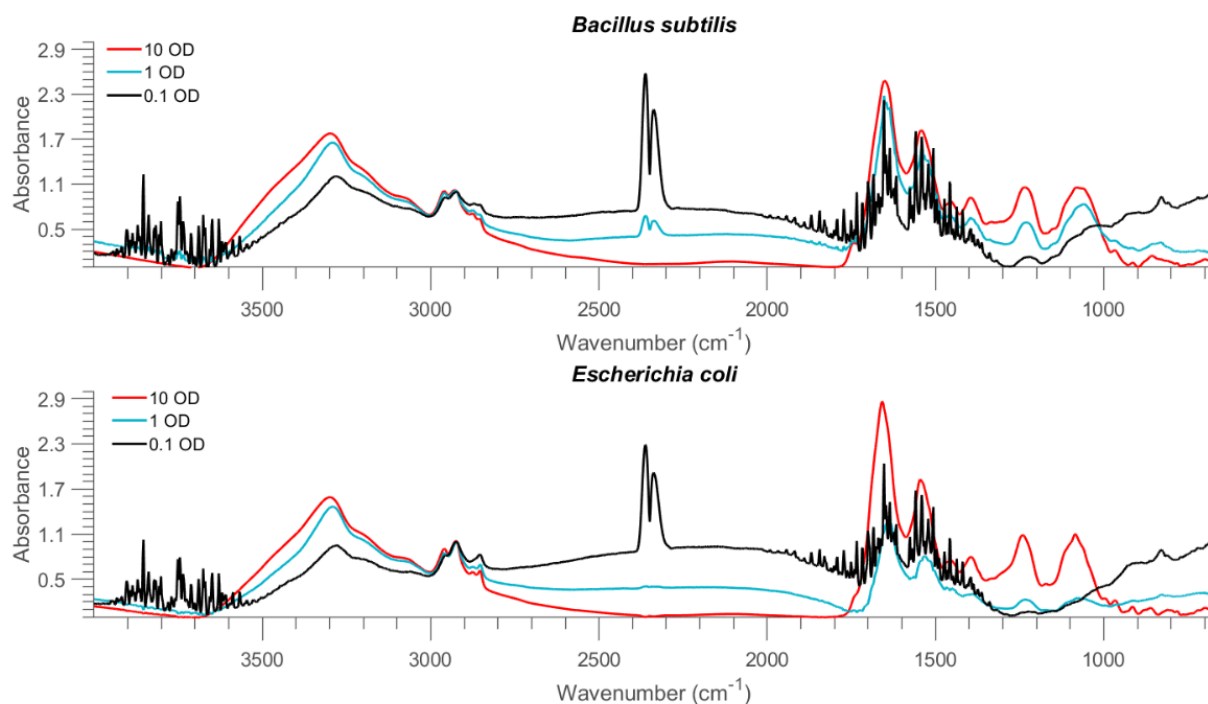 Bacillus subtilis
10 OD
1 OD
0.1 OD
Absorbance
2.9
2.3
1.7
1.1
0.5
3500 3000 2500 2000 1500 1000
Wavenumber (cm⁻¹)
Escherichia coli
10 OD
1 OD
0.1 OD
Absorbance
2.9
2.3
1.7
1.1
0.5
3500 3000 2500 2000 1500 1000
Wavenumber (cm⁻¹)